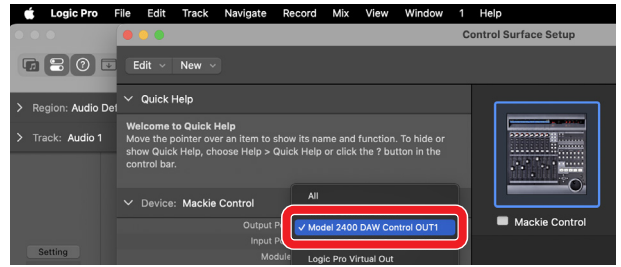 Logic Pro File Edit Track Navigate Record Mix View Window 1 Help
Control Surface Setup
Edit New
Region: Audio Def
Quick Help
Welcome to Quick Help
Move the pointer over an item to show its name and function. To hide or
show Quick Help, choose Help > Quick Help or click the ? button in the
control bar.
Track: Audio 1
Device: Mackie Control
All
Output P
✓ Model 2400 DAW Control OUT1
Input Po
Module
Logic Pro Virtual Out
Setting
Mackie Control